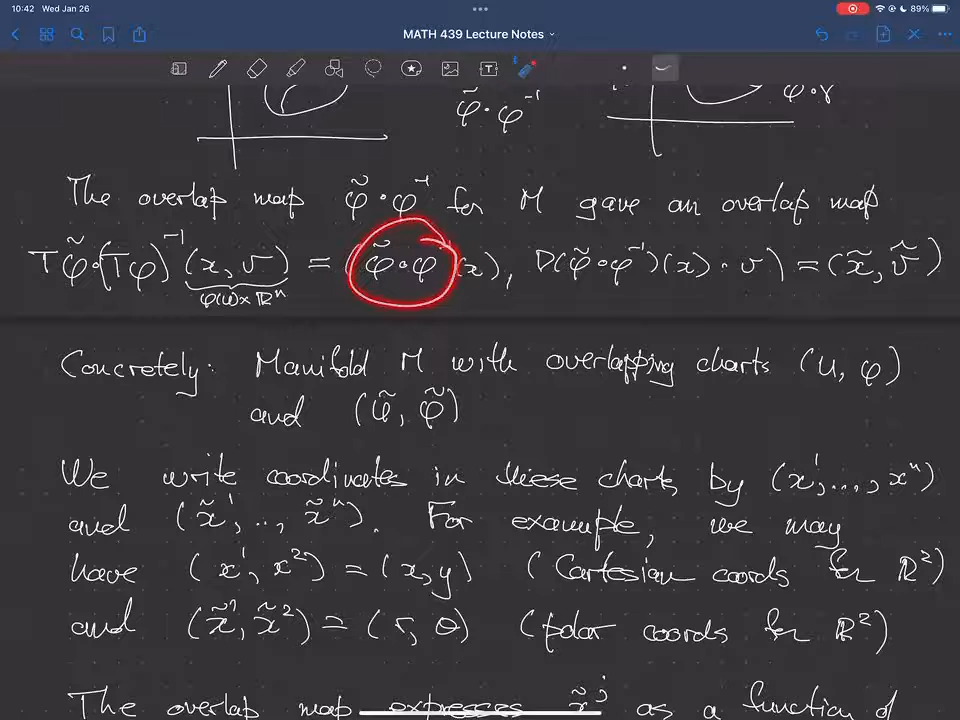 10:42 Wed Jan 26
89%
MATH 439 Lecture Notes
φ̃ ∘ φ⁻¹
φ∘γ
The overlap map φ̃ ∘ φ⁻¹ for M gave an overlap map
Tφ̃∘(Tφ)⁻¹(x, v) = (φ̃∘φ⁻¹(x), D(φ̃∘φ⁻¹)(x)·v) = (x̃, ṽ)
φ(U)×ℝⁿ
Concretely: Manifold M with overlapping charts (U, φ)
and (Ũ, φ̃)
We write coordinates in these charts by (x¹,...,xⁿ)
and (x̃¹,..,x̃ⁿ). For example, we may
have (x¹, x²) = (x,y) (Cartesian coords for ℝ²)
and (x̃¹, x̃²) = (r, θ) (polar coords for ℝ²)
The overlap map expresses x̃ʲ as a function of